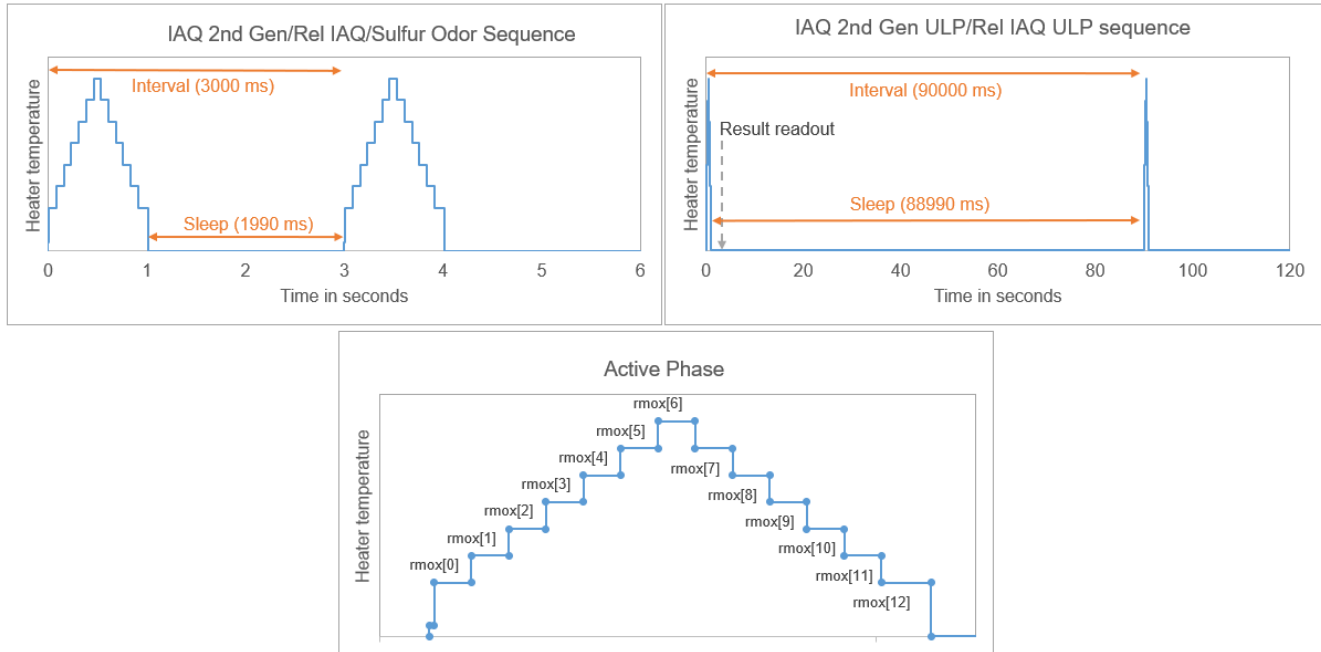 IAQ 2nd Gen/Rel IAQ/Sulfur Odor Sequence
Heater temperature
Interval (3000 ms)
Sleep (1990 ms)
0 1 2 3 4 5 6
Time in seconds
IAQ 2nd Gen ULP/Rel IAQ ULP sequence
Heater temperature
Interval (90000 ms)
Result readout
Sleep (88990 ms)
0 20 40 60 80 100 120
Time in seconds
Active Phase
Heater temperature
rmox[6]
rmox[5]
rmox[4]
rmox[7]
rmox[3]
rmox[8]
rmox[2]
rmox[9]
rmox[1]
rmox[10]
rmox[0]
rmox[11]
rmox[12]